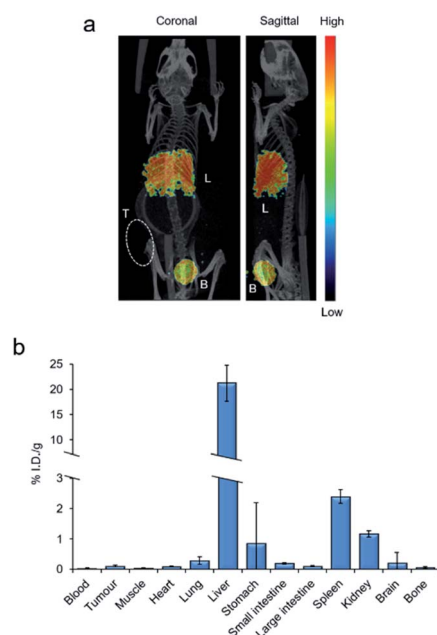 a
Coronal
Sagittal
High
L
T
B
L
B
Low
b
% I.D./g
25
20
15
10
5
3
2
1
0
Blood
Tumour
Muscle
Heart
Lung
Liver
Stomach
Small intestine
Large intestine
Spleen
Kidney
Brain
Bone